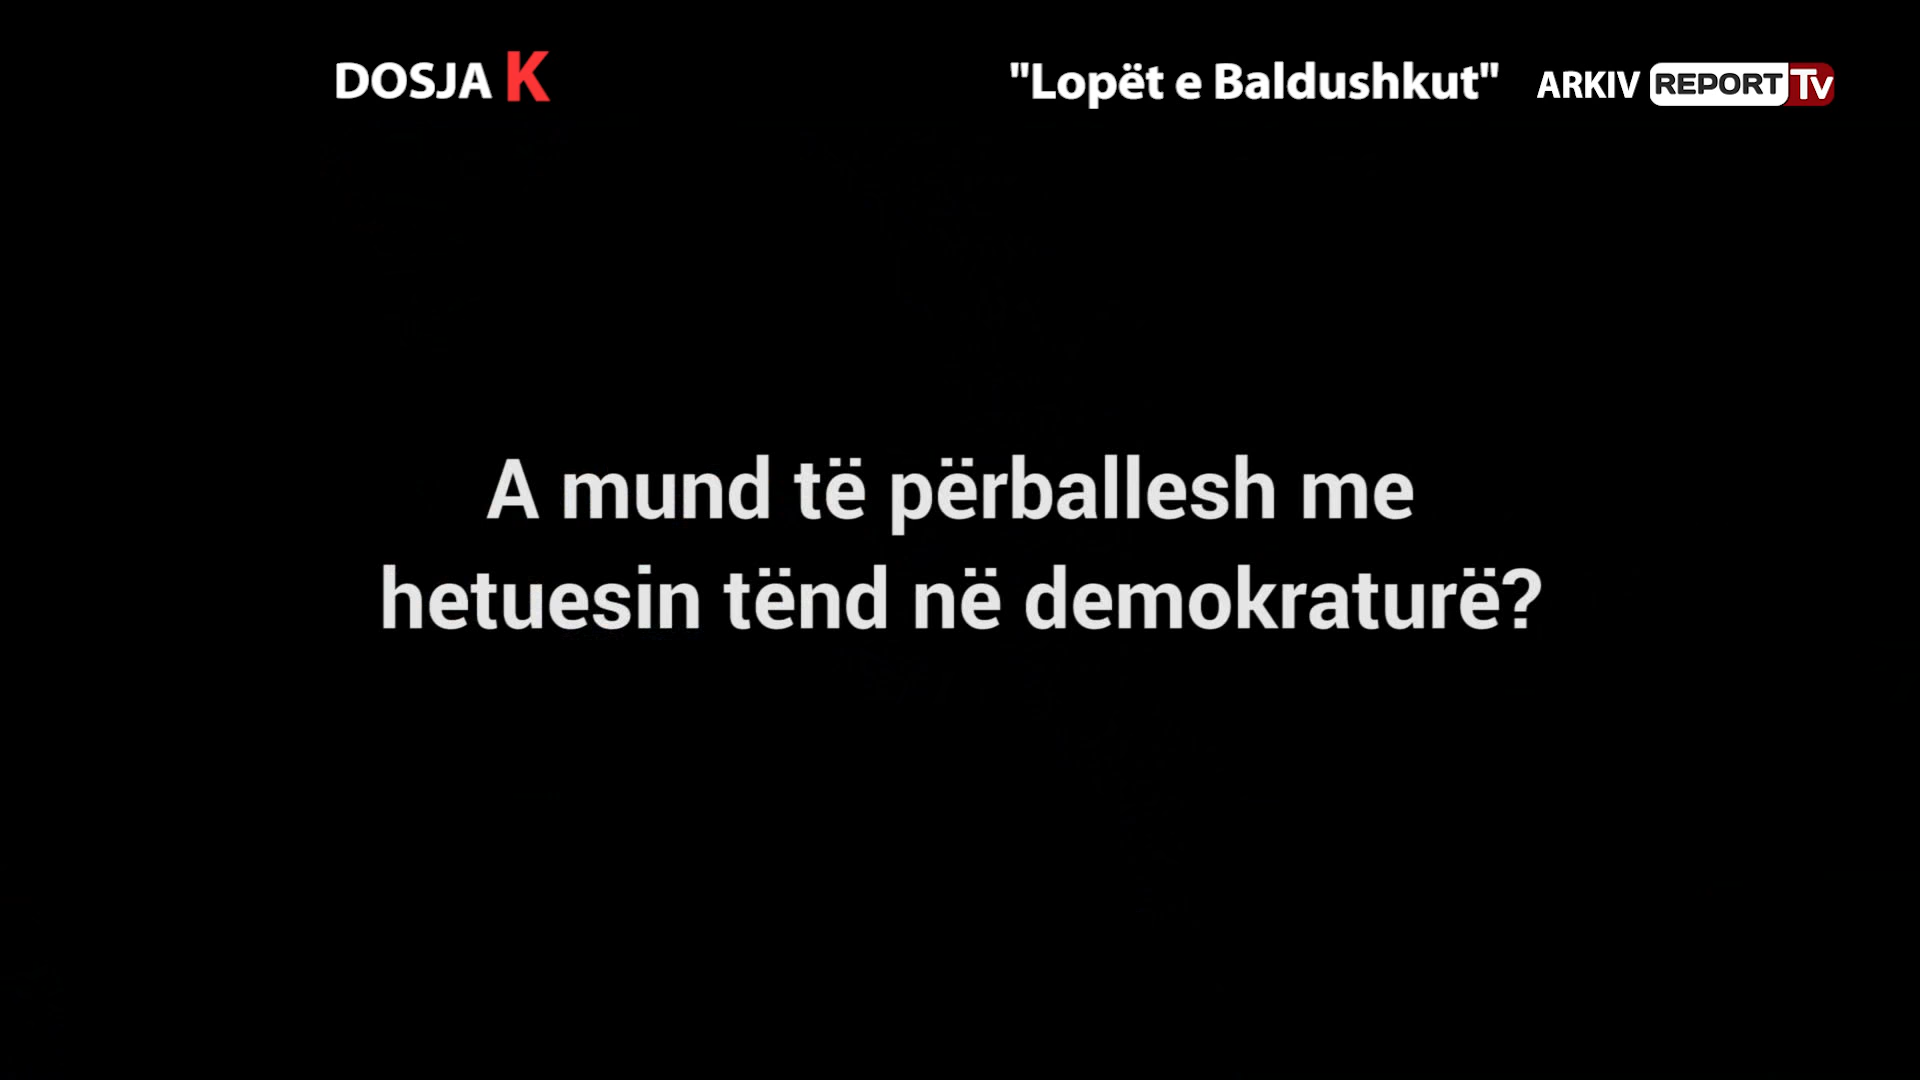 DOSJA K
"Lopët e Baldushkut" ARKIV REPORT TV
A mund të përballesh me
hetuesin tënd në demokraturë?